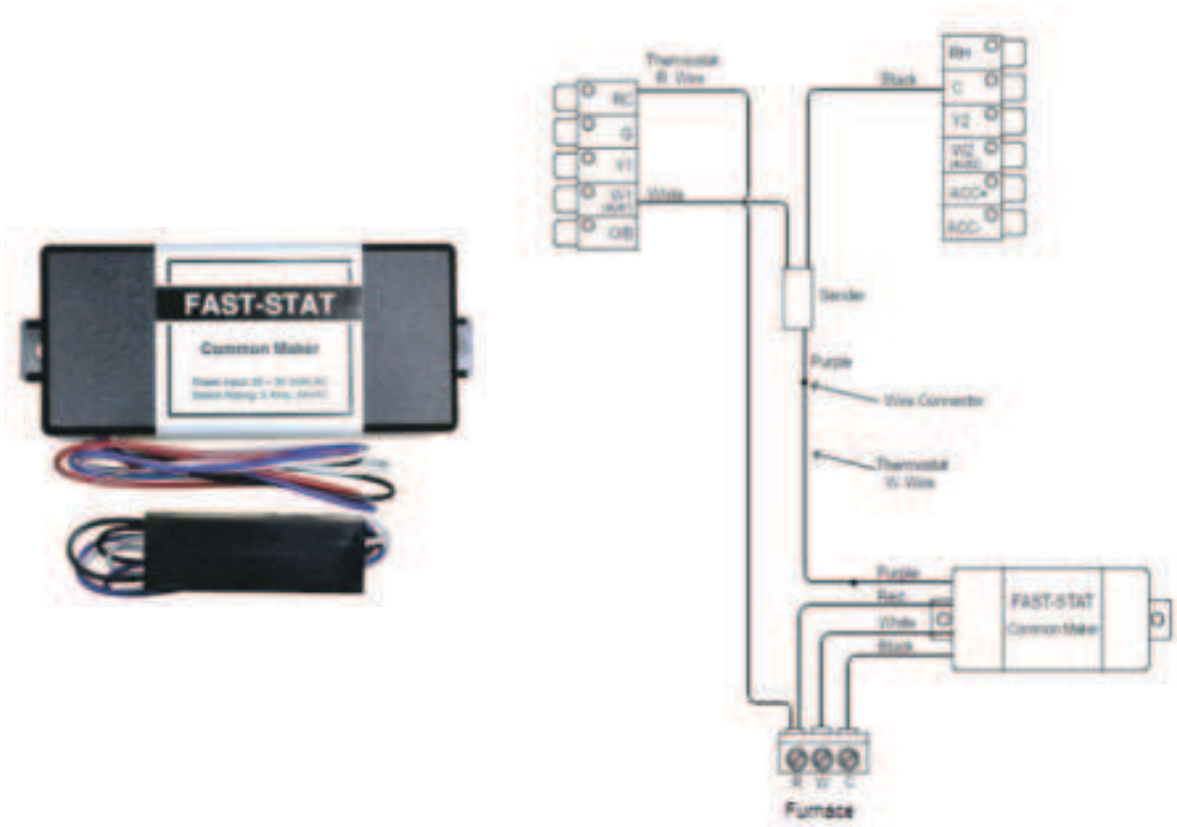 FAST-STAT
Common Maker
Thermostat
R Wire
RC
G
Y1
W1
O/B
White
Black
RH
C
Y2
W2
ACC+
ACC-
Sender
Purple
Wire Connector
Thermostat
W-Wire
Purple
Red
White
Black
FAST-STAT
Common Maker
R W C
Furnace